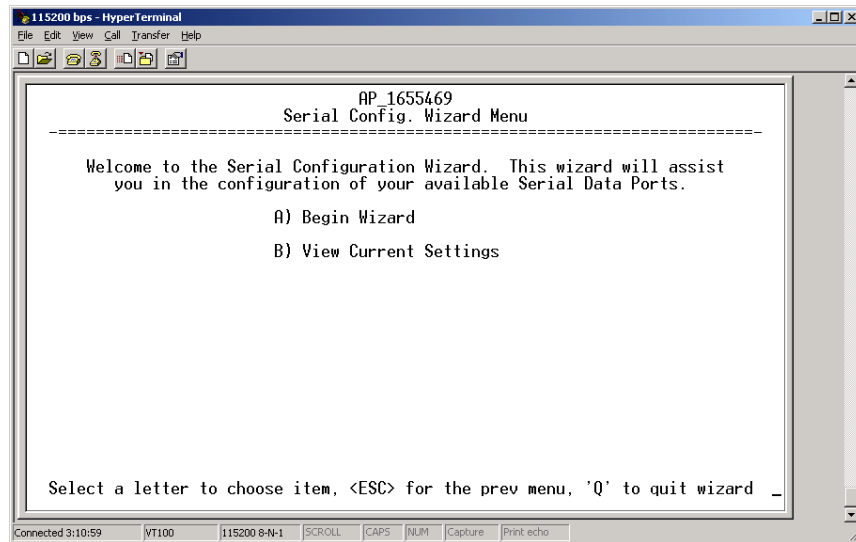 115200 bps - HyperTerminal
File Edit View Call Transfer Help
AP_1655469
Serial Config. Wizard Menu
-==========================================================================-
Welcome to the Serial Configuration Wizard. This wizard will assist
you in the configuration of your available Serial Data Ports.
A) Begin Wizard
B) View Current Settings
Select a letter to choose item, <ESC> for the prev menu, 'Q' to quit wizard _
Connected 3:10:59 VT100 115200 8-N-1 SCROLL CAPS NUM Capture Print echo